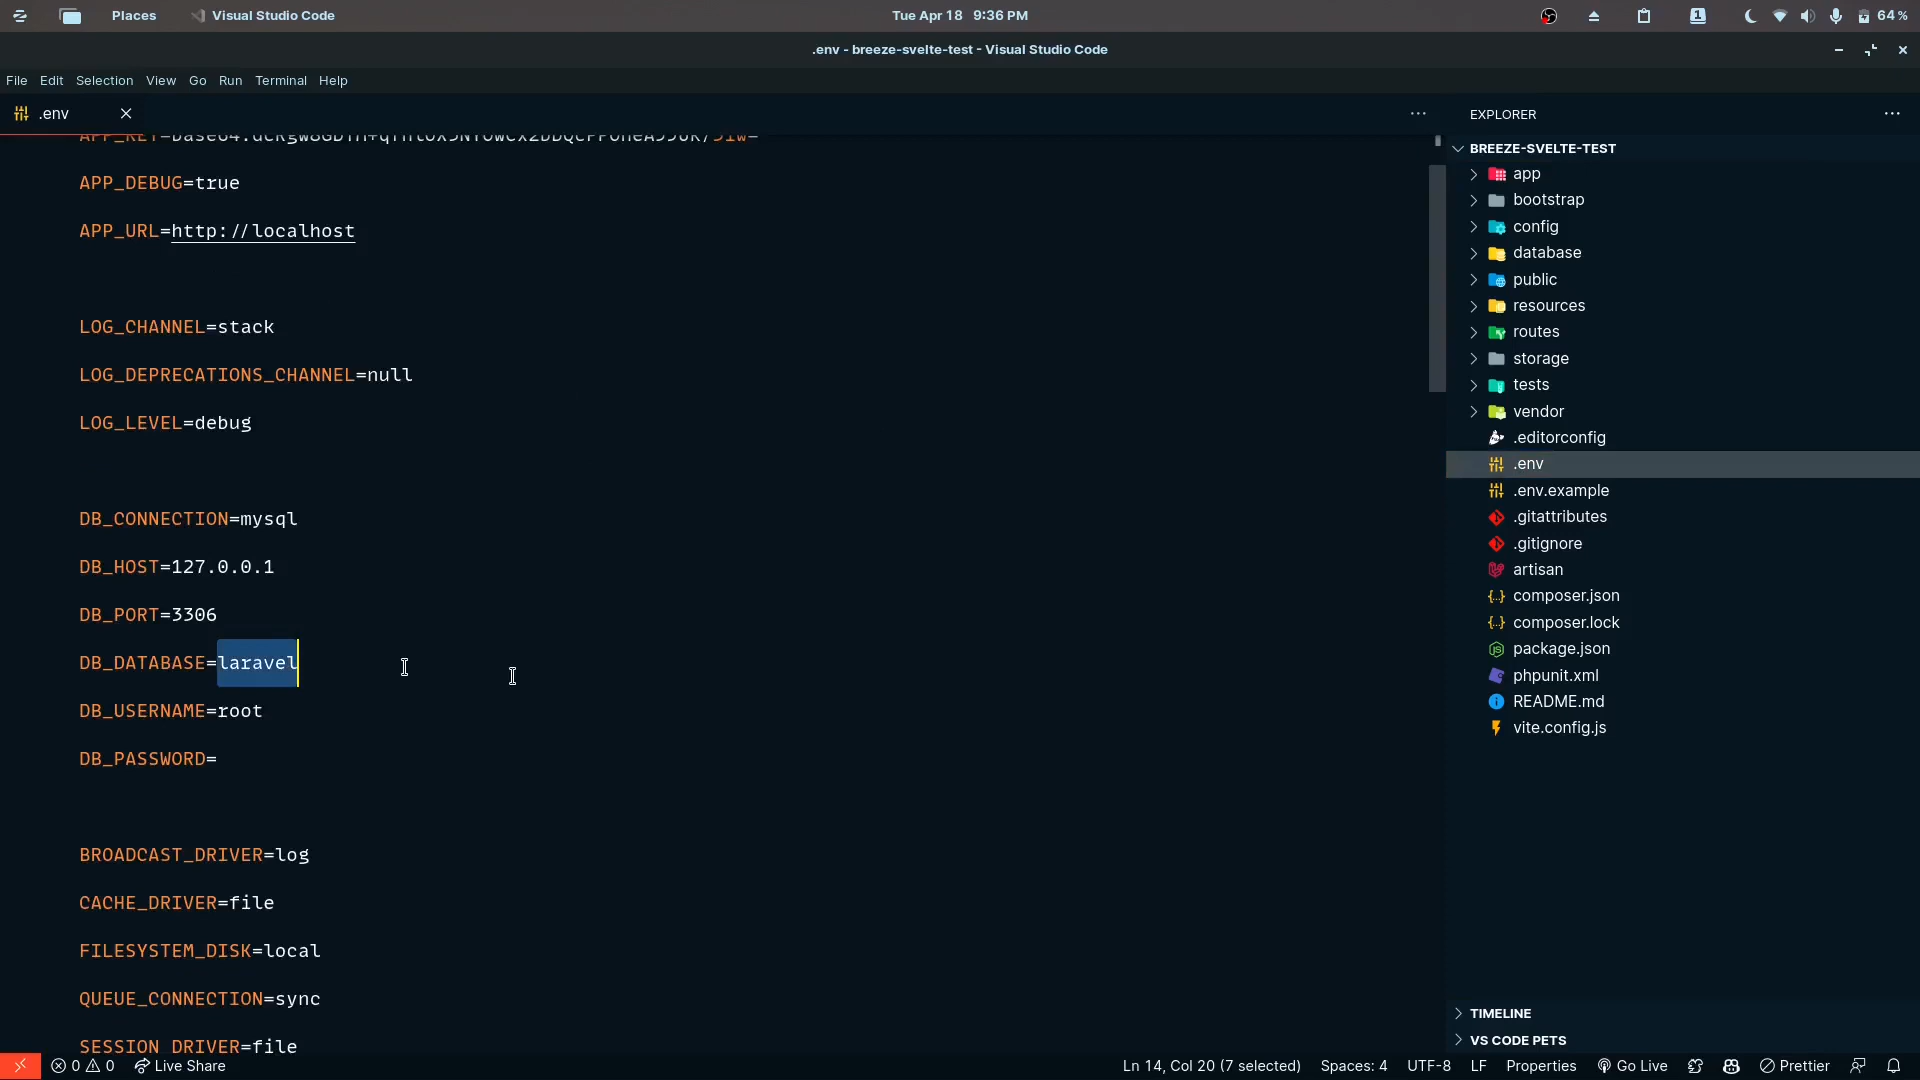 Places
Visual Studio Code
Tue Apr 18 9:36 PM
1
64%
.env - breeze-svelte-test - Visual Studio Code
File Edit Selection View Go Run Terminal Help
.env
APP_DEBUG=true
APP_URL=http://localhost
LOG_CHANNEL=stack
LOG_DEPRECATIONS_CHANNEL=null
LOG_LEVEL=debug
DB_CONNECTION=mysql
DB_HOST=127.0.0.1
DB_PORT=3306
DB_DATABASE=laravel
DB_USERNAME=root
DB_PASSWORD=
BROADCAST_DRIVER=log
CACHE_DRIVER=file
FILESYSTEM_DISK=local
QUEUE_CONNECTION=sync
SESSION_DRIVER=file
EXPLORER
BREEZE-SVELTE-TEST
app
bootstrap
config
database
public
resources
routes
storage
tests
vendor
.editorconfig
.env
.env.example
.gitattributes
.gitignore
artisan
composer.json
composer.lock
package.json
phpunit.xml
README.md
vite.config.js
TIMELINE
VS CODE PETS
0 0 Live Share
Ln 14, Col 20 (7 selected) Spaces: 4 UTF-8 LF Properties Go Live Prettier